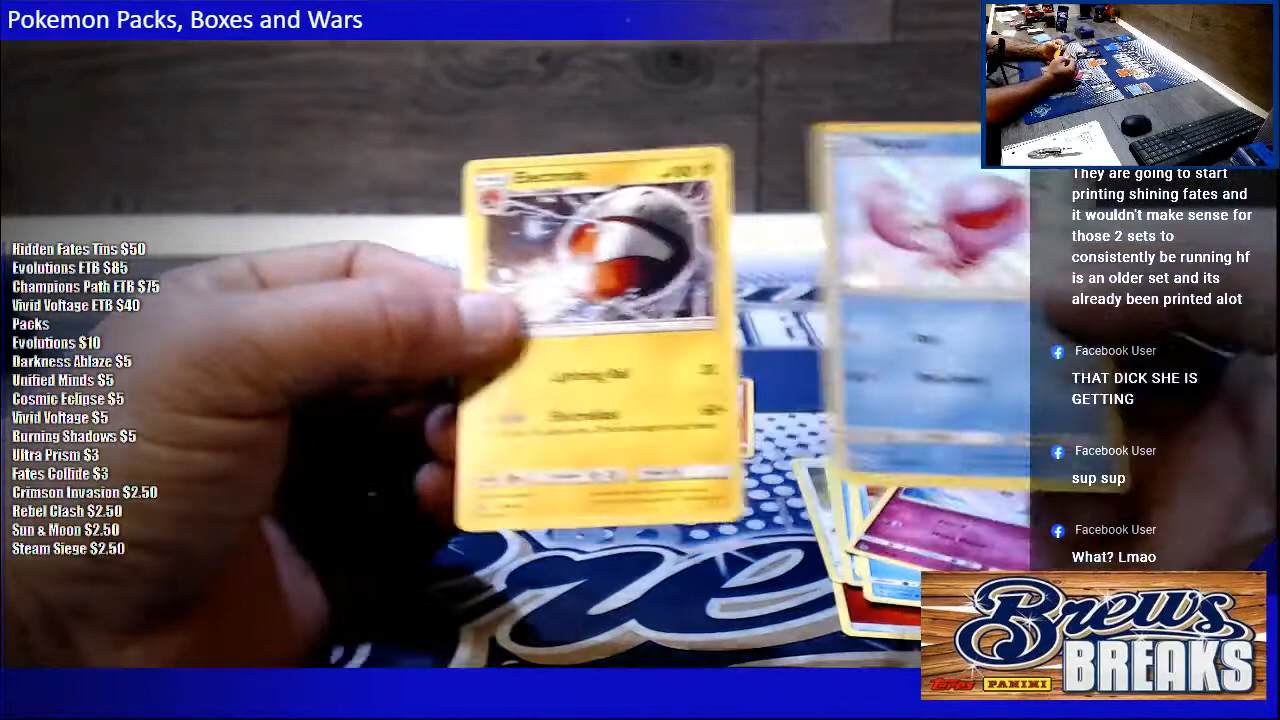 Pokemon Packs, Boxes and Wars
Hidden Fates Tins $50
Evolutions ETB $85
Champions Path ETB $75
Vivid Voltage ETB $40
Packs
Evolutions $10
Darkness Ablaze $5
Unified Minds $5
Cosmic Eclipse $5
Vivid Voltage $5
Burning Shadows $5
Ultra Prism $3
Fates Collide $3
Crimson Invasion $2.50
Rebel Clash $2.50
Sun & Moon $2.50
Steam Siege $2.50
Electrode
They are going to start
printing shining fates and
it wouldn't make sense for
those 2 sets to
consistently be running hf
is an older set and its
already been printed alot
Facebook User
THAT DICK SHE IS
GETTING
Facebook User
sup sup
Facebook User
What? Lmao
Brews
BREAKS
Topps PANINI